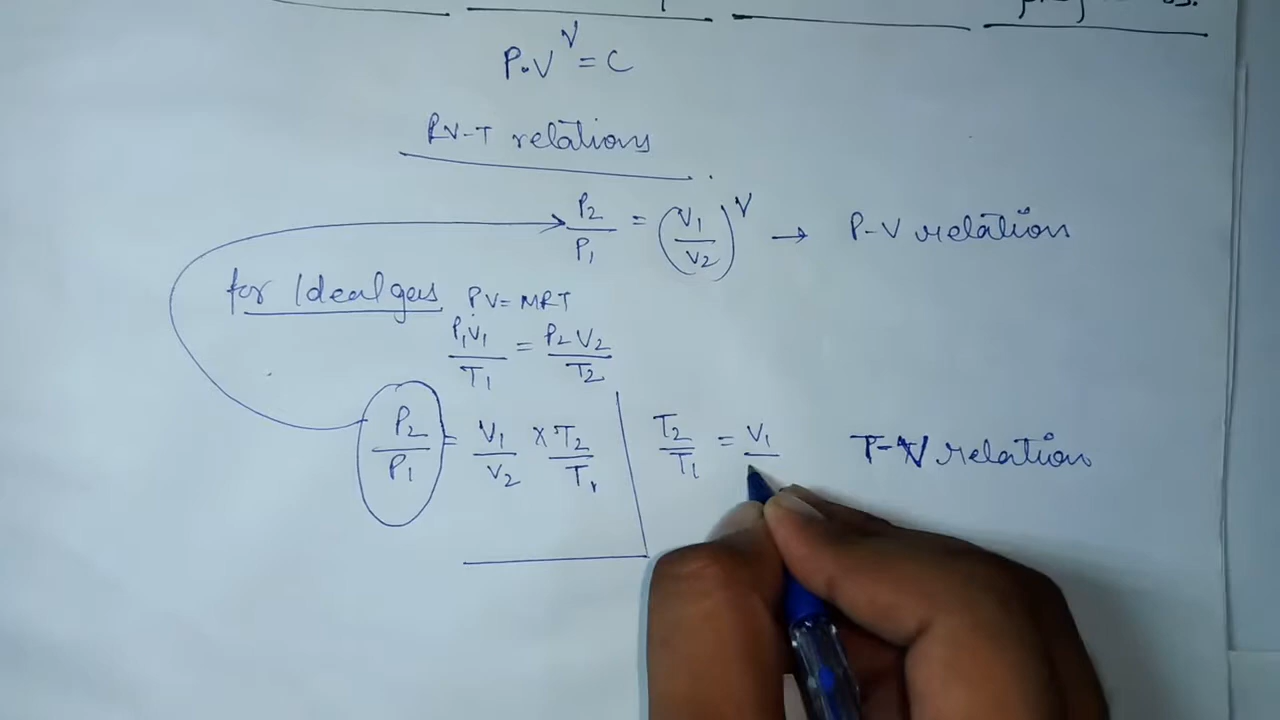 P.V^γ = C
PV-T relations
P2/P1 = (V1/V2)^γ → P-V relation
for Ideal gas PV = MRT
P1V1/T1 = P2V2/T2
P2/P1 = V1/V2 × T2/T1
T2/T1 = V1/
T-V relation